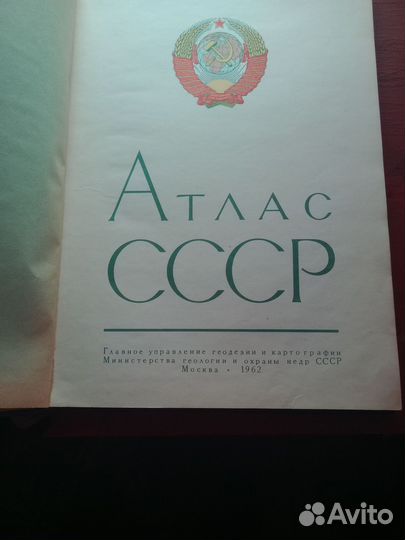 Атлас
СССР
Главное управление геодезии и картографии
Министерства геологии и охраны недр СССР
Москва • 1962
Avito